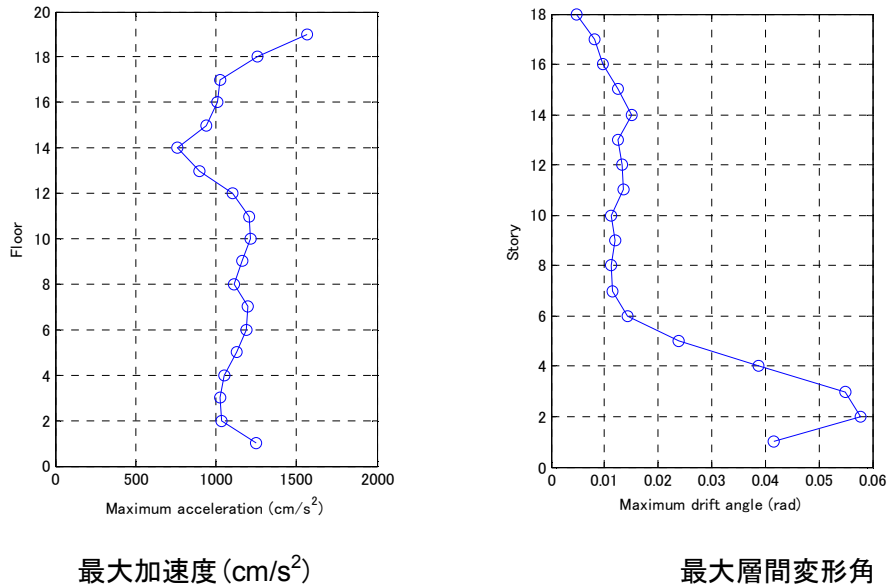 20
18
16
14
12
10
8
6
4
2
0
Floor
0 500 1000 1500 2000
Maximum acceleration (cm/s²)
最大加速度(cm/s²)
18
16
14
12
10
8
6
4
2
0
Story
0 0.01 0.02 0.03 0.04 0.05 0.06
Maximum drift angle (rad)
最大層間変形角